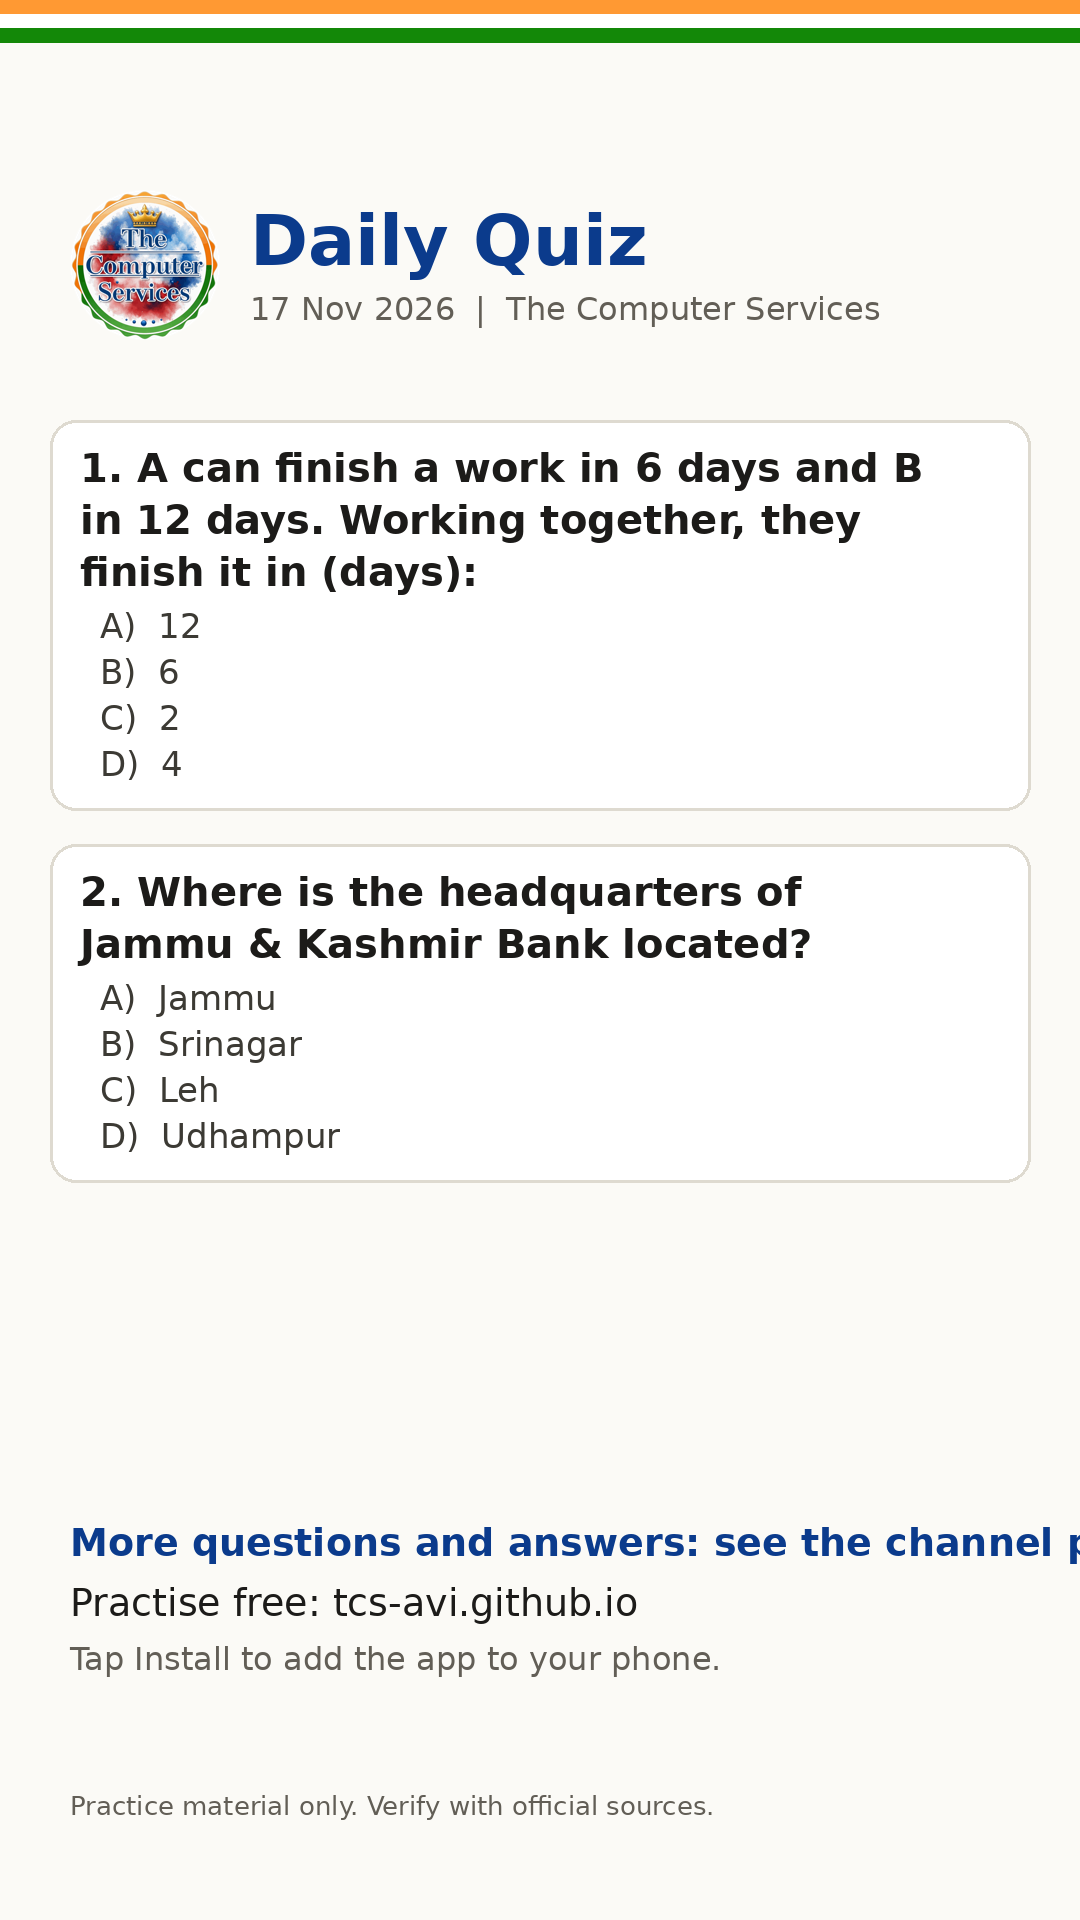 The
Computer
Services
Daily Quiz
17 Nov 2026 | The Computer Services
1. A can finish a work in 6 days and B
in 12 days. Working together, they
finish it in (days):
A) 12
B) 6
C) 2
D) 4
2. Where is the headquarters of
Jammu & Kashmir Bank located?
A) Jammu
B) Srinagar
C) Leh
D) Udhampur
More questions and answers: see the channel
Practise free: tcs-avi.github.io
Tap Install to add the app to your phone.
Practice material only. Verify with official sources.